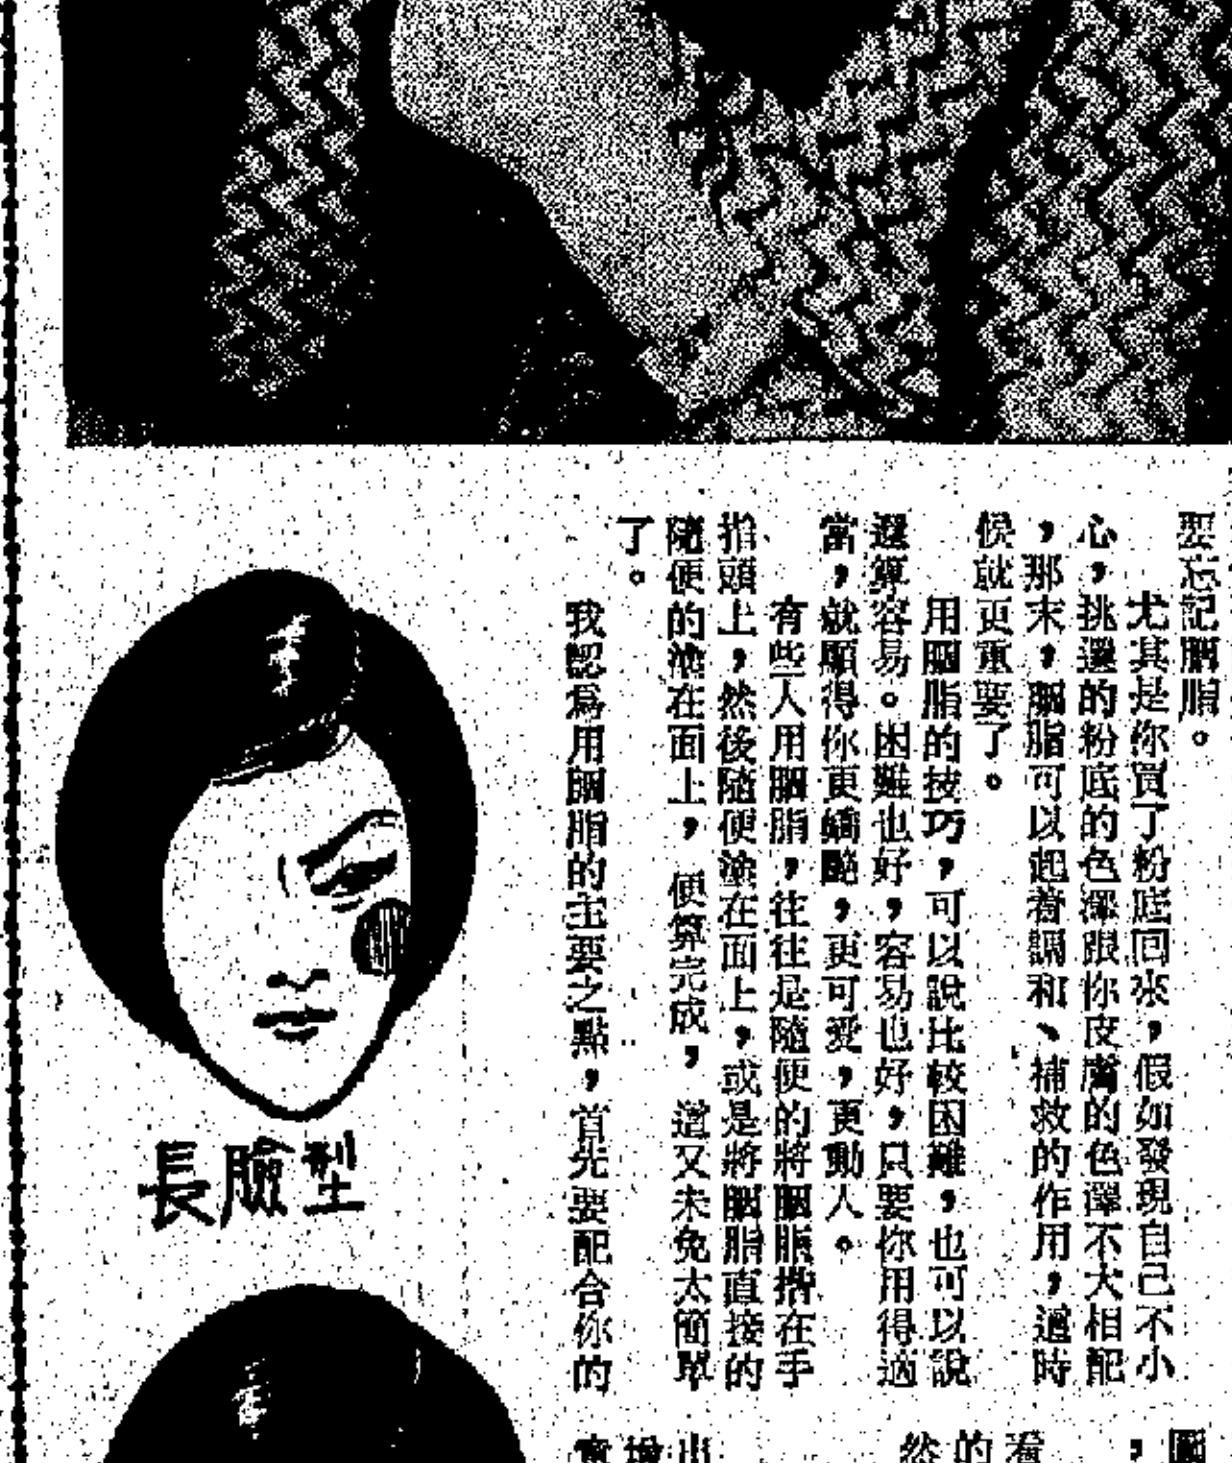 要忘記胭脂。
尤其是你買了粉底回來，假如發現自己不小
心，挑選的粉底的色澤跟你皮膚的色澤不大相配
，那末，胭脂可以起着調和、補救的作用，這時
候就更重要了。
用胭脂的技巧，可以說比較困難，也可以說
還算容易。困難也好，容易也好，只要你用得適
當，就顯得你更嬌艷，更可愛，更動人。
有些人用胭脂，往往是隨便的將胭脂揩在手
指頭上，然後隨便塗在面上，或是將胭脂直接的
隨便的塗在面上，便算完成，這又未免太簡單
了。
我認爲用胭脂的主要之點，首先要配合你的
長臉型